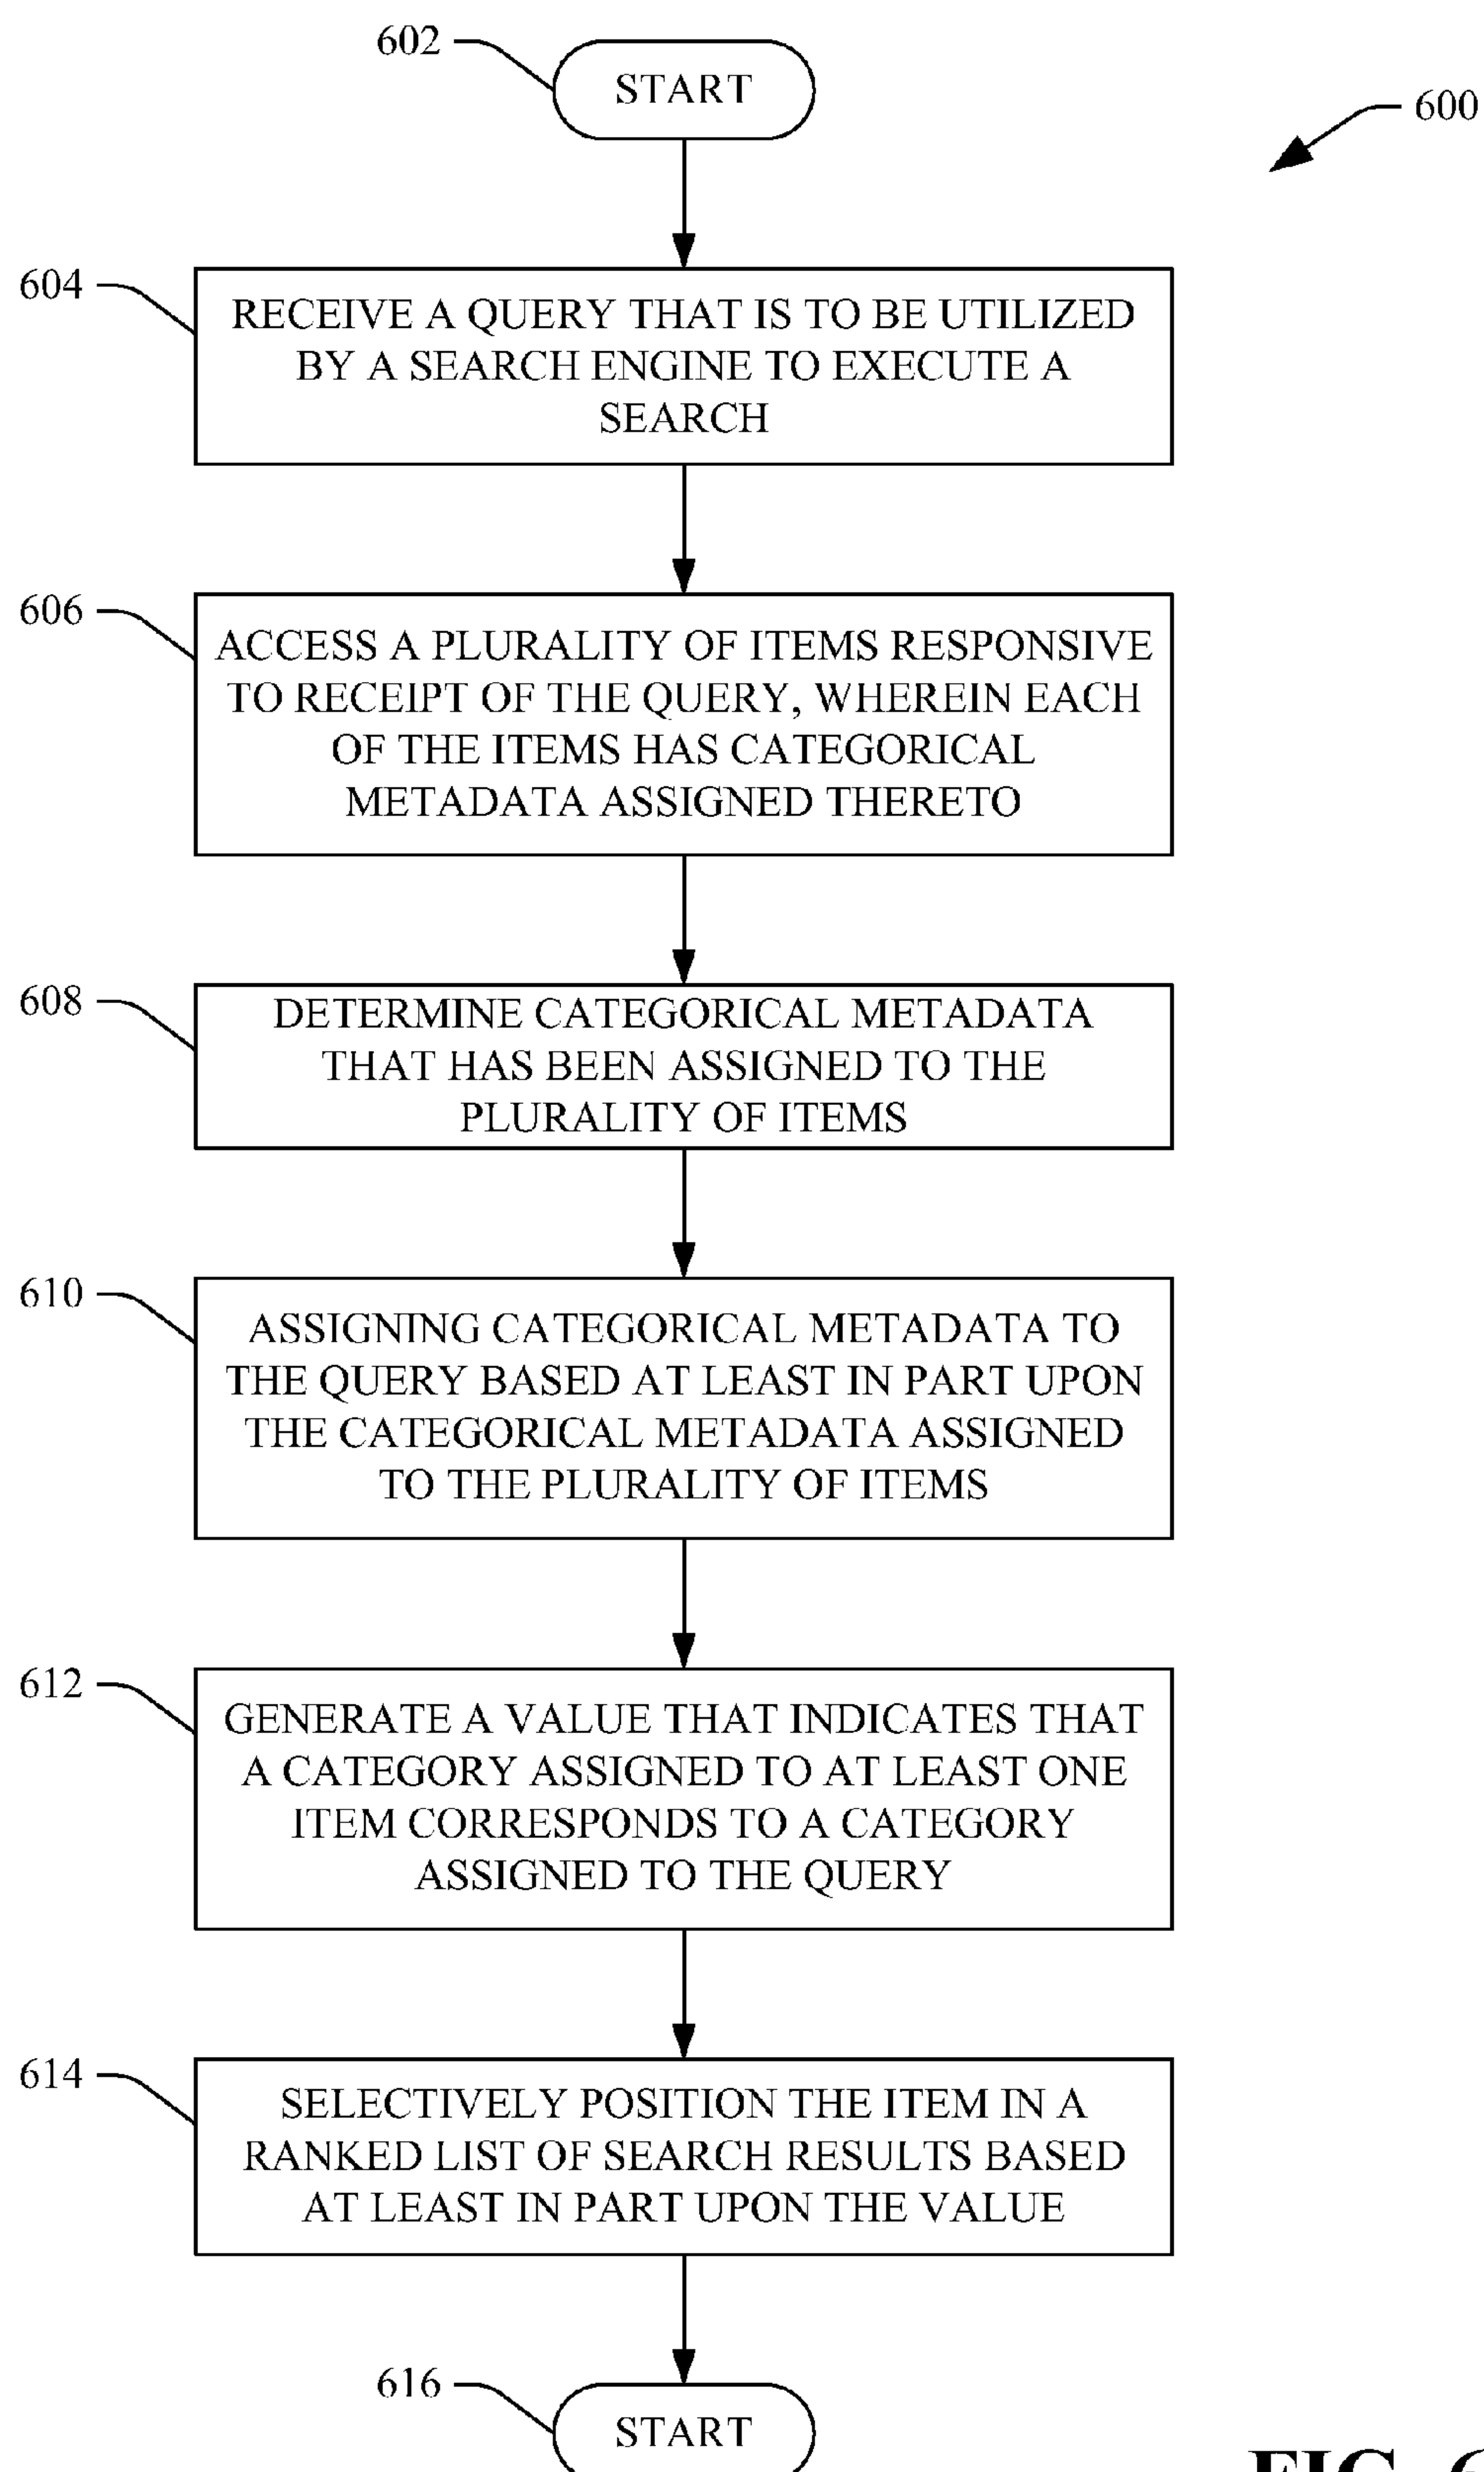 602
START
600
604
RECEIVE A QUERY THAT IS TO BE UTILIZED
BY A SEARCH ENGINE TO EXECUTE A
SEARCH
606
ACCESS A PLURALITY OF ITEMS RESPONSIVE
TO RECEIPT OF THE QUERY, WHEREIN EACH
OF THE ITEMS HAS CATEGORICAL
METADATA ASSIGNED THERETO
608
DETERMINE CATEGORICAL METADATA
THAT HAS BEEN ASSIGNED TO THE
PLURALITY OF ITEMS
610
ASSIGNING CATEGORICAL METADATA TO
THE QUERY BASED AT LEAST IN PART UPON
THE CATEGORICAL METADATA ASSIGNED
TO THE PLURALITY OF ITEMS
612
GENERATE A VALUE THAT INDICATES THAT
A CATEGORY ASSIGNED TO AT LEAST ONE
ITEM CORRESPONDS TO A CATEGORY
ASSIGNED TO THE QUERY
614
SELECTIVELY POSITION THE ITEM IN A
RANKED LIST OF SEARCH RESULTS BASED
AT LEAST IN PART UPON THE VALUE
616
START
FIG. 6